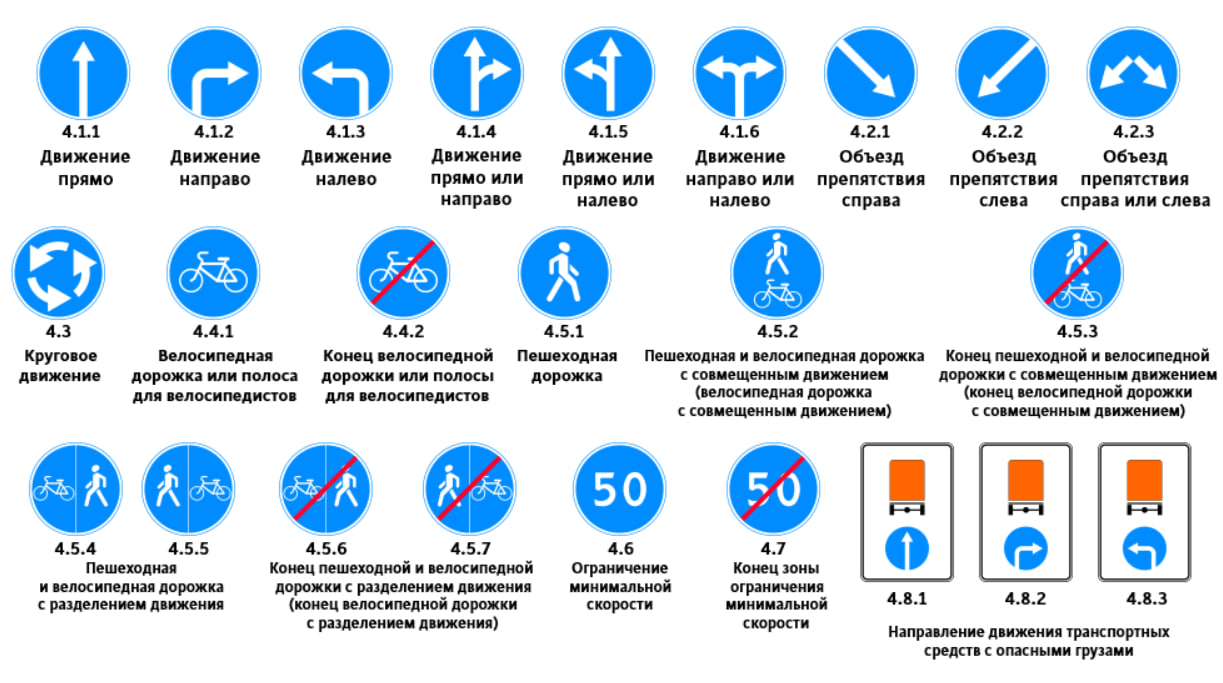 4.1.1
Движение
прямо
4.1.2
Движение
направо
4.1.3
Движение
налево
4.1.4
Движение
прямо или
направо
4.1.5
Движение
прямо или
налево
4.1.6
Движение
направо или
налево
4.2.1
Объезд
препятствия
справа
4.2.2
Объезд
препятствия
слева
4.2.3
Объезд
препятствия
справа или слева
4.3
Круговое
движение
4.4.1
Велосипедная
дорожка или полоса
для велосипедистов
4.4.2
Конец велосипедной
дорожки или полосы
для велосипедистов
4.5.1
Пешеходная
дорожка
4.5.2
Пешеходная и велосипедная дорожка
с совмещенным движением
(велосипедная дорожка
с совмещенным движением)
4.5.3
Конец пешеходной и велосипедной
дорожки с совмещенным движением
(конец велосипедной дорожки
с совмещенным движением)
4.5.4
4.5.5
Пешеходная
и велосипедная дорожка
с разделением движения
4.5.6
4.5.7
Конец пешеходной и велосипедной
дорожки с разделением движения
(конец велосипедной дорожки
с разделением движения)
50
4.6
Ограничение
минимальной
скорости
50
4.7
Конец зоны
ограничения
минимальной
скорости
4.8.1
4.8.2
4.8.3
Направление движения транспортных
средств с опасными грузами